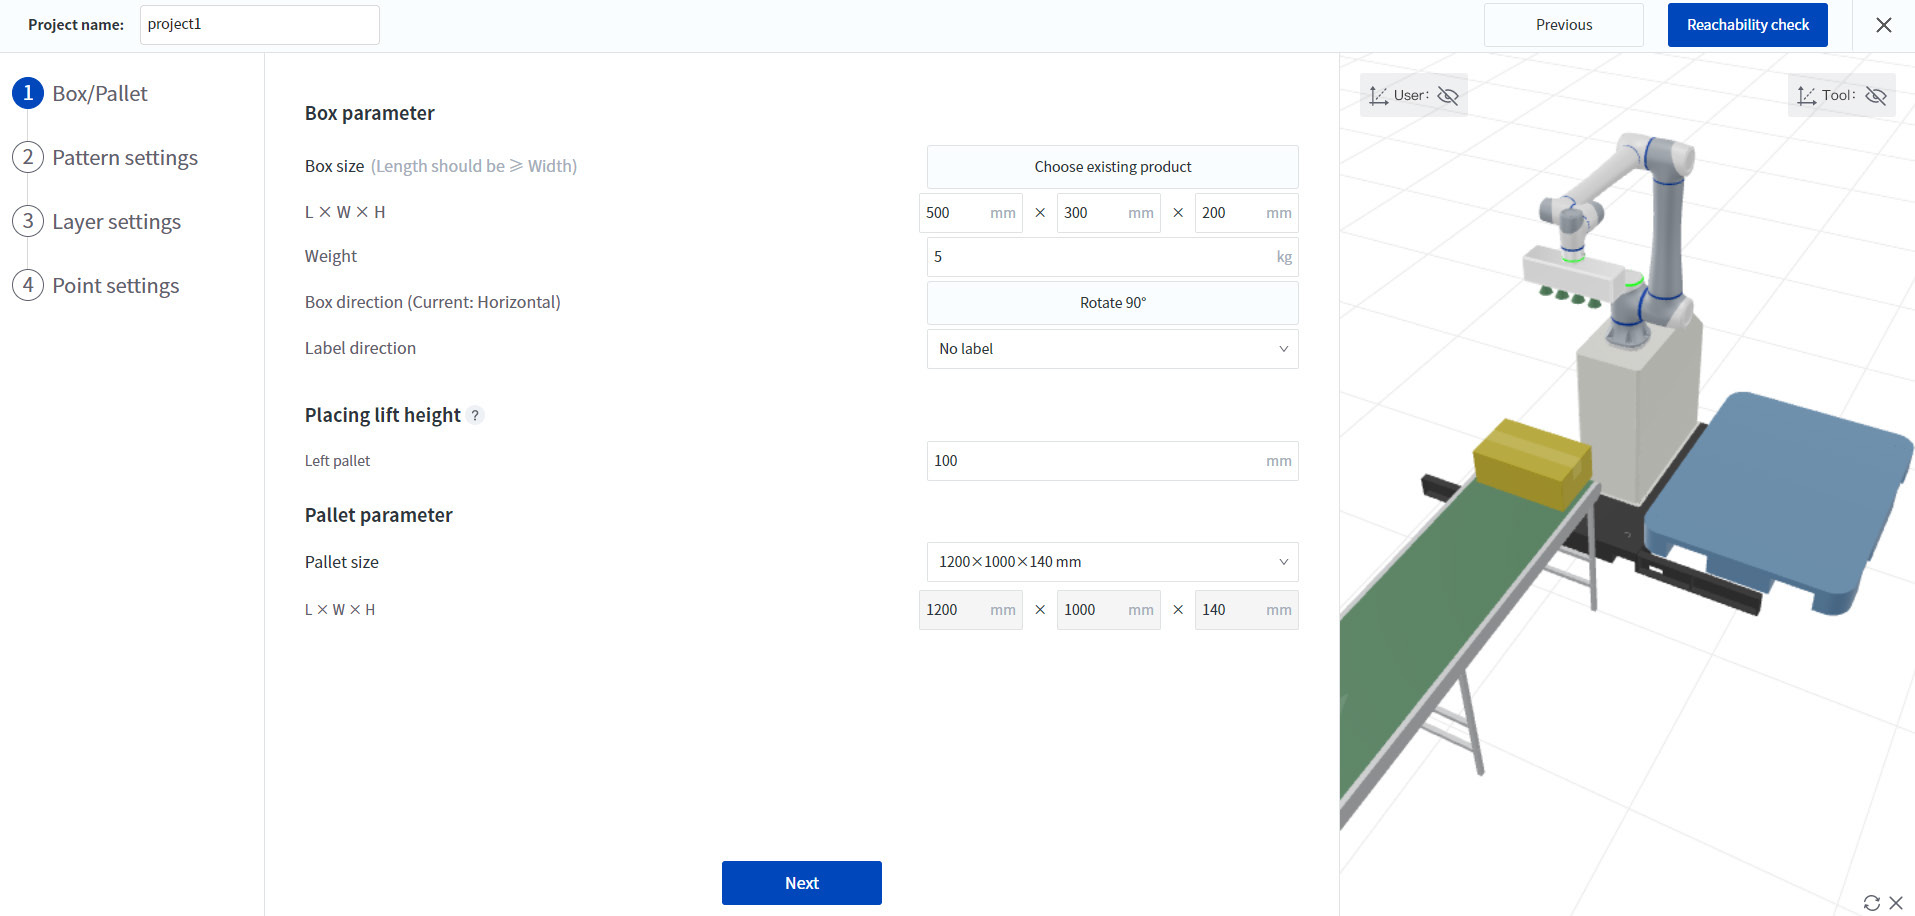 Project name: project1 Previous Reachability check
1 Box/Pallet
2 Pattern settings
3 Layer settings
4 Point settings
Box parameter
Box size (Length should be ⩾ Width) Choose existing product
L × W × H 500 mm × 300 mm × 200 mm
Weight 5 kg
Box direction (Current: Horizontal) Rotate 90°
Label direction No label
Placing lift height ?
Left pallet 100 mm
Pallet parameter
Pallet size 1200×1000×140 mm
L × W × H 1200 mm × 1000 mm × 140 mm
Next
User: Tool: